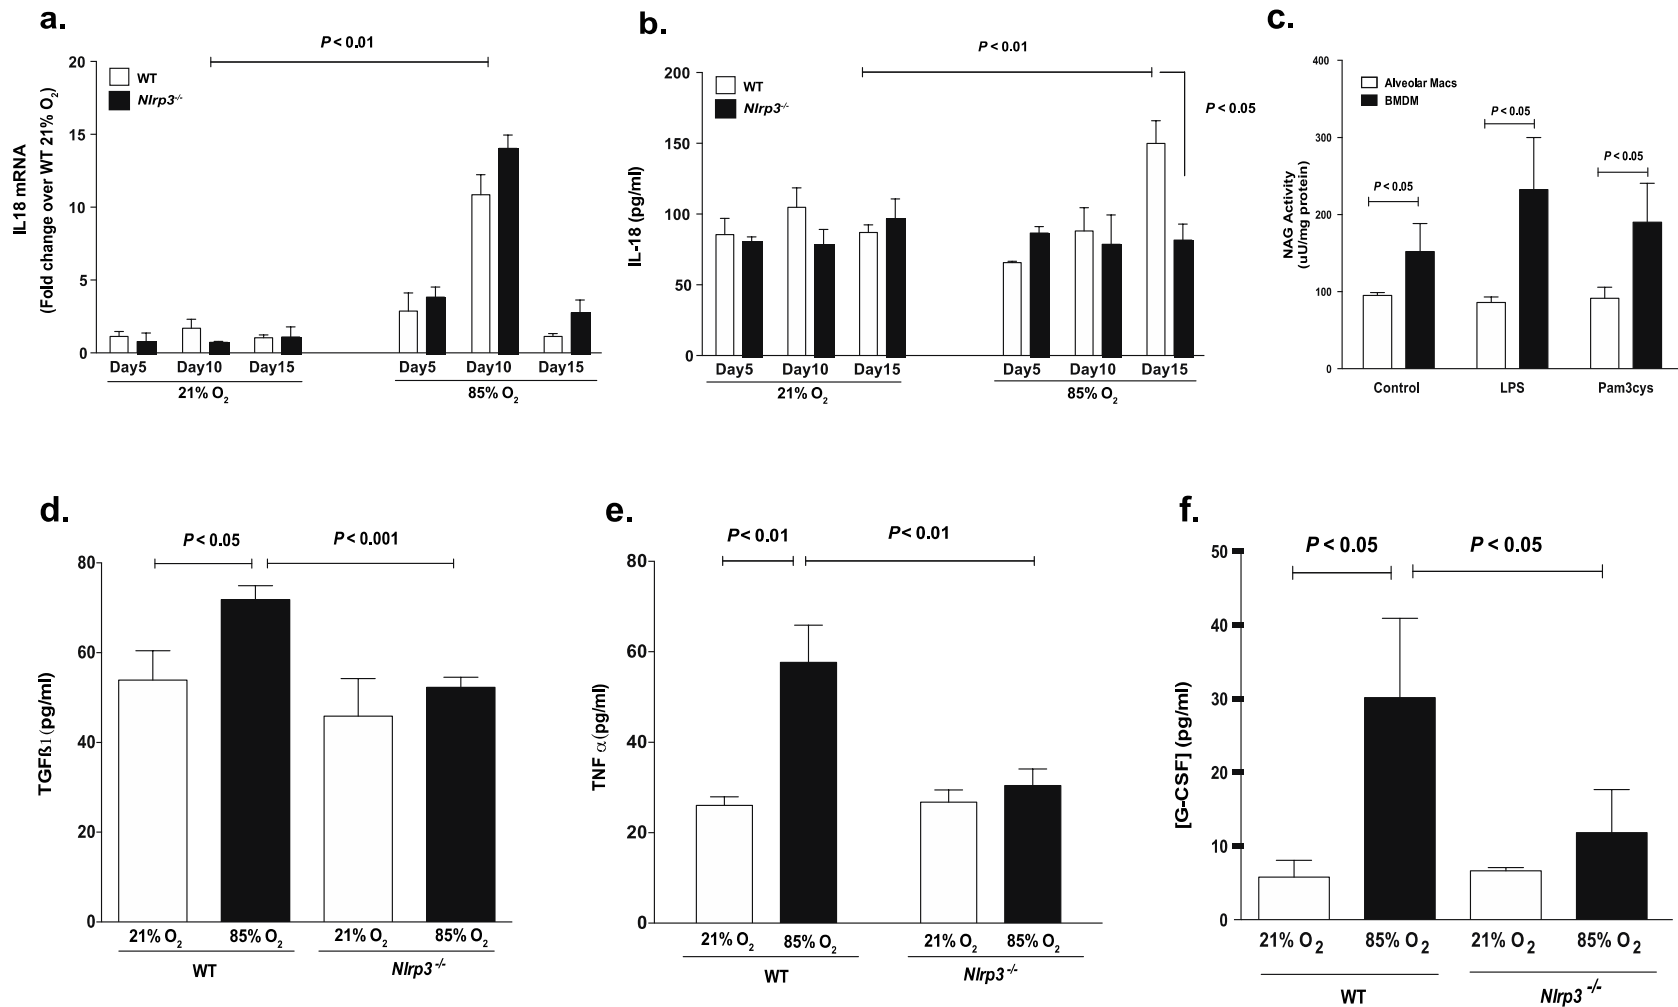 a.
P < 0.01
IL18 mRNA
(Fold change over WT 21% O2)
20
15
10
5
0
WT
Nlrp3-/-
Day5 Day10 Day15 Day5 Day10 Day15
21% O2 85% O2
b.
P < 0.01
P < 0.05
IL-18 (pg/ml)
200
150
100
50
0
WT
Nlrp3-/-
Day5 Day10 Day15 Day5 Day10 Day15
21% O2 85% O2
c.
NAG Activity
(uU/mg protein)
400
300
200
100
0
Alveolar Macs
BMDM
P < 0.05
P < 0.05
P < 0.05
Control LPS Pam3cys
d.
P < 0.05 P < 0.001
TGFß1 (pg/ml)
80
60
40
20
0
21% O2 85% O2 21% O2 85% O2
WT Nlrp3-/-
e.
P < 0.01 P < 0.01
TNF α (pg/ml)
80
60
40
20
0
21% O2 85% O2 21% O2 85% O2
WT Nlrp3-/-
f.
P < 0.05 P < 0.05
[G-CSF] (pg/ml)
50
40
30
20
10
0
21% O2 85% O2 21% O2 85% O2
WT Nlrp3-/-